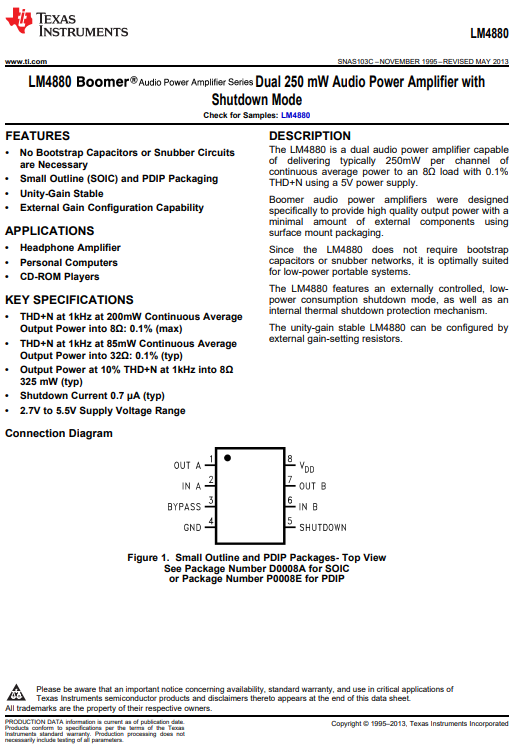 TEXAS
INSTRUMENTS
LM4880
www.ti.com
SNAS103C –NOVEMBER 1995–REVISED MAY 2013
LM4880 Boomer® Audio Power Amplifier Series Dual 250 mW Audio Power Amplifier with
Shutdown Mode
Check for Samples: LM4880
FEATURES
• No Bootstrap Capacitors or Snubber Circuits
are Necessary
• Small Outline (SOIC) and PDIP Packaging
• Unity-Gain Stable
• External Gain Configuration Capability
APPLICATIONS
• Headphone Amplifier
• Personal Computers
• CD-ROM Players
KEY SPECIFICATIONS
• THD+N at 1kHz at 200mW Continuous Average
Output Power into 8Ω: 0.1% (max)
• THD+N at 1kHz at 85mW Continuous Average
Output Power into 32Ω: 0.1% (typ)
• Output Power at 10% THD+N at 1kHz into 8Ω
325 mW (typ)
• Shutdown Current 0.7 µA (typ)
• 2.7V to 5.5V Supply Voltage Range
DESCRIPTION
The LM4880 is a dual audio power amplifier capable
of delivering typically 250mW per channel of
continuous average power to an 8Ω load with 0.1%
THD+N using a 5V power supply.
Boomer audio power amplifiers were designed
specifically to provide high quality output power with a
minimal amount of external components using
surface mount packaging.
Since the LM4880 does not require bootstrap
capacitors or snubber networks, it is optimally suited
for low-power portable systems.
The LM4880 features an externally controlled, low-
power consumption shutdown mode, as well as an
internal thermal shutdown protection mechanism.
The unity-gain stable LM4880 can be configured by
external gain-setting resistors.
Connection Diagram
OUT A 1 8 VDD
IN A 2 7 OUT B
BYPASS 3 6 IN B
GND 4 5 SHUTDOWN
Figure 1. Small Outline and PDIP Packages- Top View
See Package Number D0008A for SOIC
or Package Number P0008E for PDIP
Please be aware that an important notice concerning availability, standard warranty, and use in critical applications of
Texas Instruments semiconductor products and disclaimers thereto appears at the end of this data sheet.
All trademarks are the property of their respective owners.
PRODUCTION DATA information is current as of publication date.
Products conform to specifications per the terms of the Texas
Instruments standard warranty. Production processing does not
necessarily include testing of all parameters.
Copyright © 1995–2013, Texas Instruments Incorporated